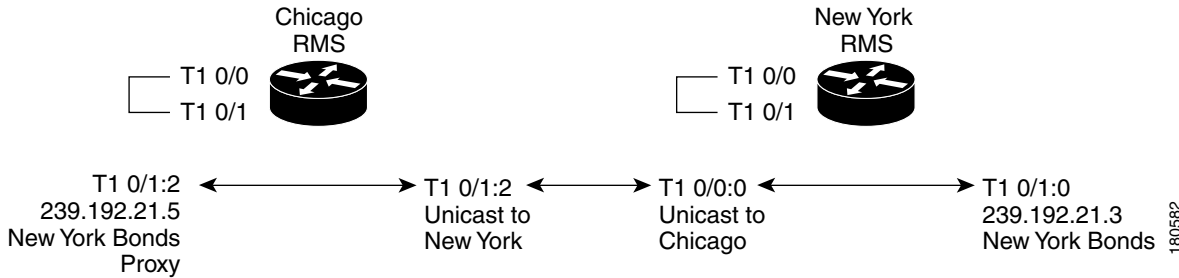 Chicago
RMS
T1 0/0
T1 0/1
New York
RMS
T1 0/0
T1 0/1
T1 0/1:2
239.192.21.5
New York Bonds
Proxy
T1 0/1:2
Unicast to
New York
T1 0/0:0
Unicast to
Chicago
T1 0/1:0
239.192.21.3
New York Bonds
180582